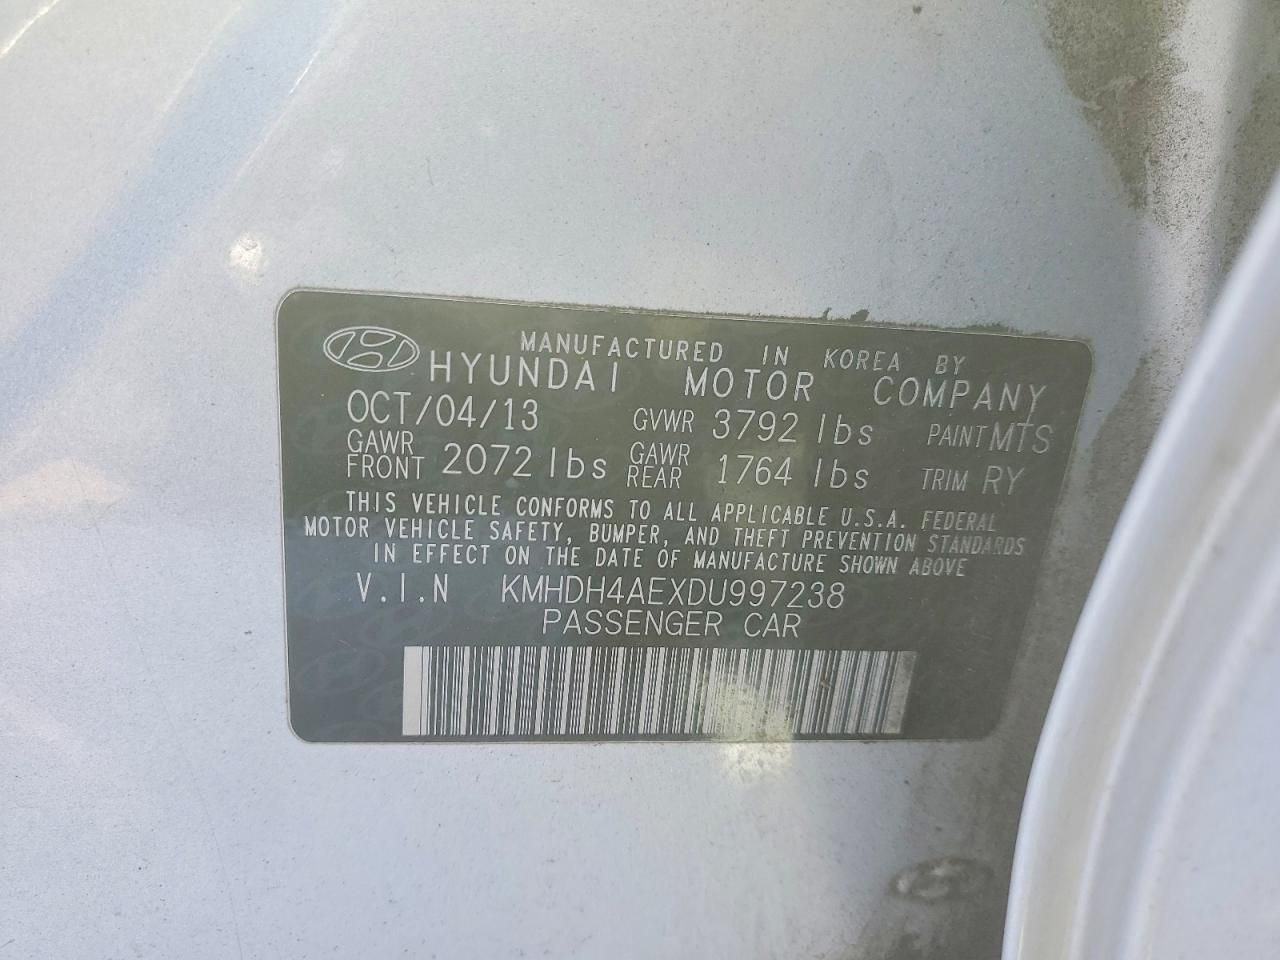 MANUFACTURED IN KOREA BY
HYUNDAI MOTOR COMPANY
OCT/04/13 GVWR 3792 lbs PAINT MTS
GAWR FRONT 2072 lbs GAWR REAR 1764 lbs TRIM RY
THIS VEHICLE CONFORMS TO ALL APPLICABLE U.S.A. FEDERAL
MOTOR VEHICLE SAFETY, BUMPER, AND THEFT PREVENTION STANDARDS
IN EFFECT ON THE DATE OF MANUFACTURE SHOWN ABOVE
V.I.N KMHDH4AEXDU997238
PASSENGER CAR